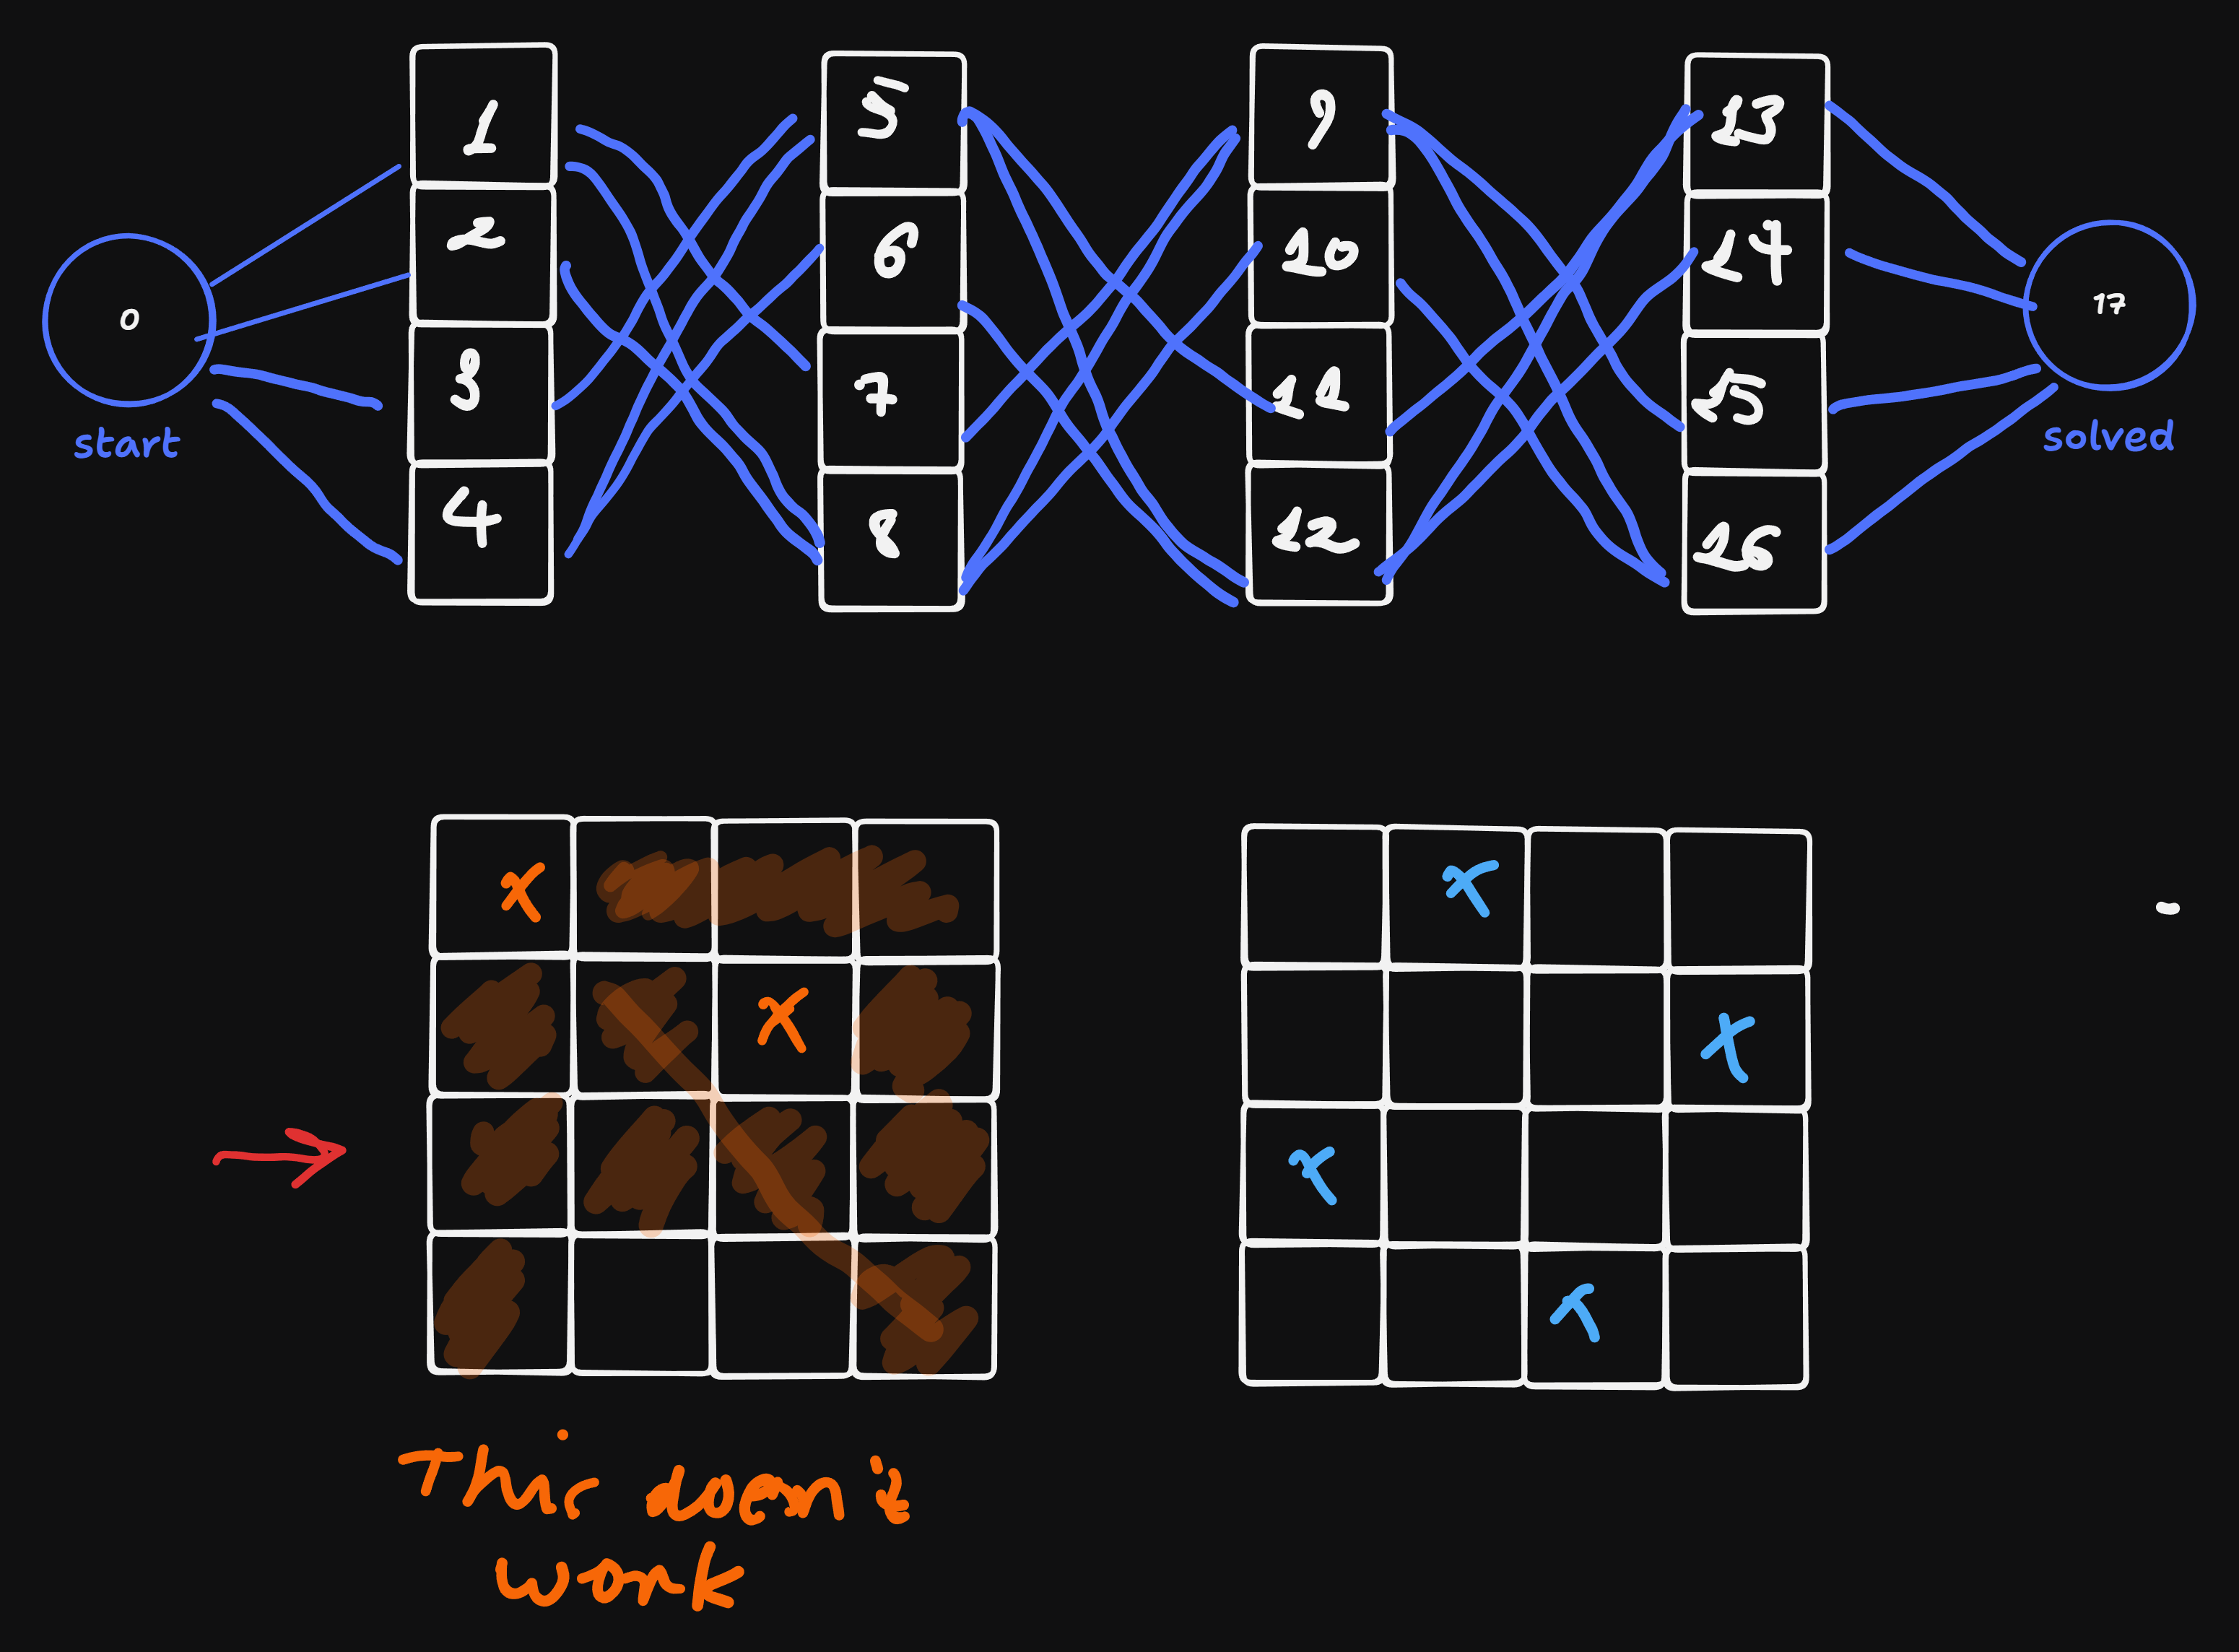 1 5 9 13
2 6 10 14
0 17
3 7 11 15
start solved
4 8 12 16
x x
x x
x
x
This doesn't
work